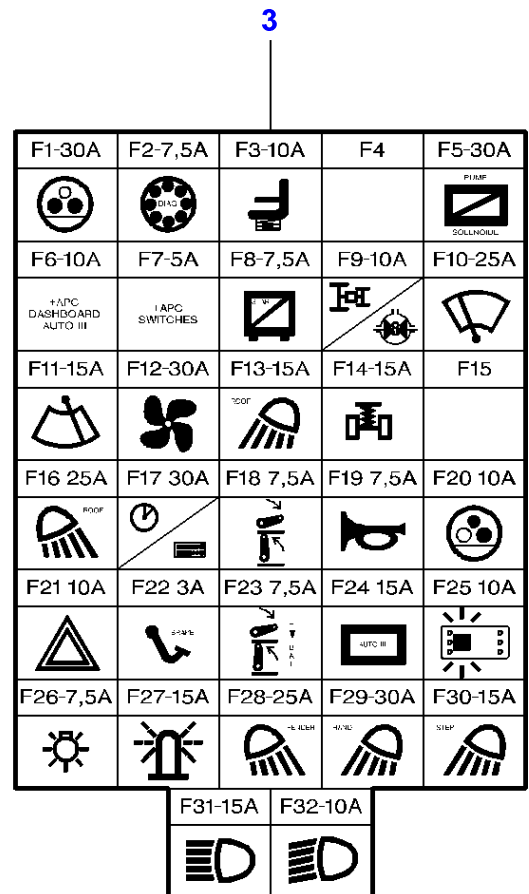 3
F1-30A F2-7,5A F3-10A F4 F5-30A
DIAG
PUMP
SOLENOIDE
F6-10A F7-5A F8-7,5A F9-10A F10-25A
+APC
DASHBOARD
AUTO III
+APC
SWITCHES
F11-15A F12-30A F13-15A F14-15A F15
ROOF
F16 25A F17 30A F18 7,5A F19 7,5A F20 10A
ROOF
F21 10A F22 3A F23 7,5A F24 15A F25 10A
BRAKE
AUTO III
F26-7,5A F27-15A F28-25A F29-30A F30-15A
FENDER
HAND
STEP
F31-15A F32-10A